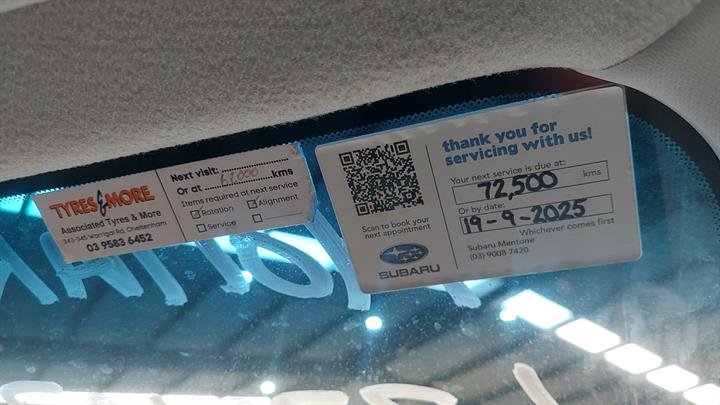 TYRES & MORE
Associated Tyres & More
343-345 Warrigal Rd, Cheltenham
03 9583 6452
Next visit:
Or at kms
Items required at next service
Rotation Alignment
Service
thank you for
servicing with us!
Your next service is due at:
72,500 kms
Or by date:
19-9-2025
Whichever comes first
Subaru Mentone
(03) 9008 7420
Scan to book your
next appointment
SUBARU